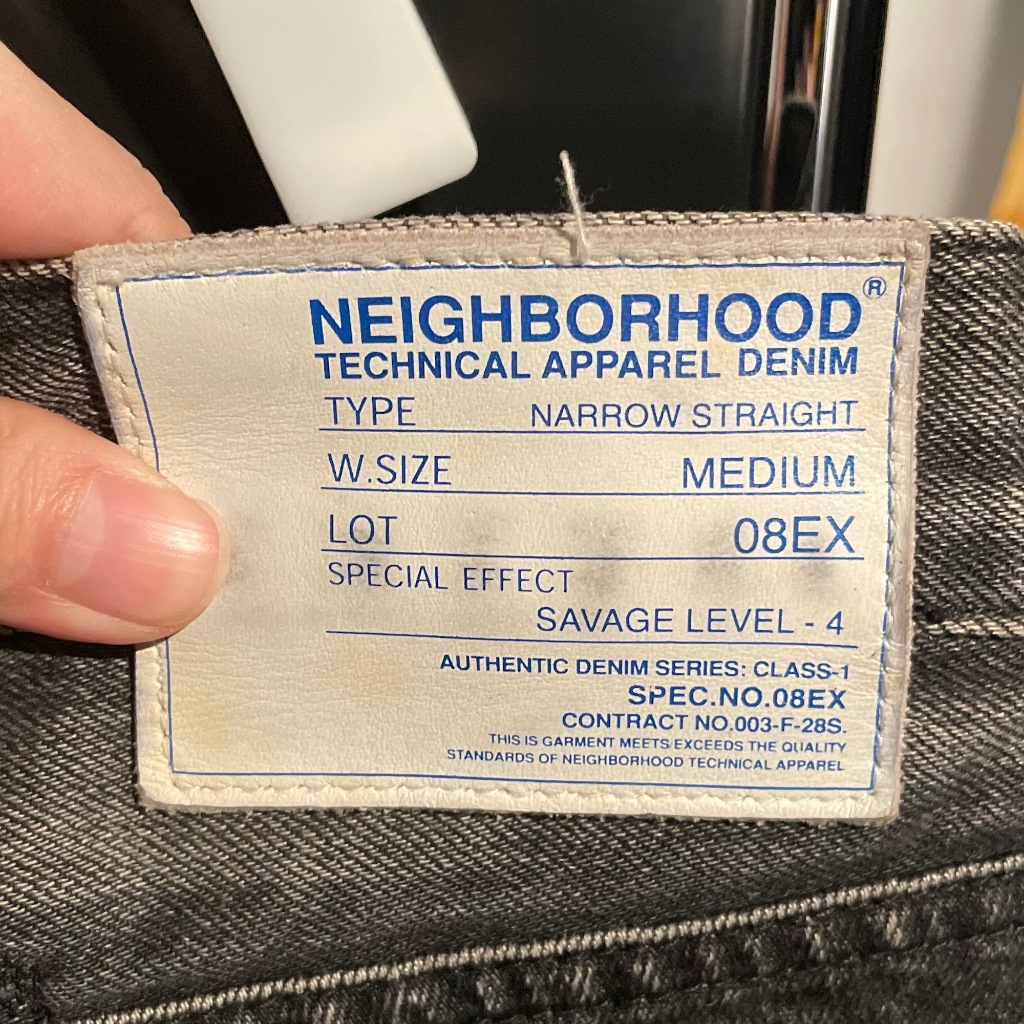 NEIGHBORHOOD®
TECHNICAL APPAREL DENIM
TYPE NARROW STRAIGHT
W.SIZE MEDIUM
LOT 08EX
SPECIAL EFFECT
SAVAGE LEVEL - 4
AUTHENTIC DENIM SERIES: CLASS-1
SPEC.NO.08EX
CONTRACT NO.003-F-28S.
THIS IS GARMENT MEETS/EXCEEDS THE QUALITY
STANDARDS OF NEIGHBORHOOD TECHNICAL APPAREL